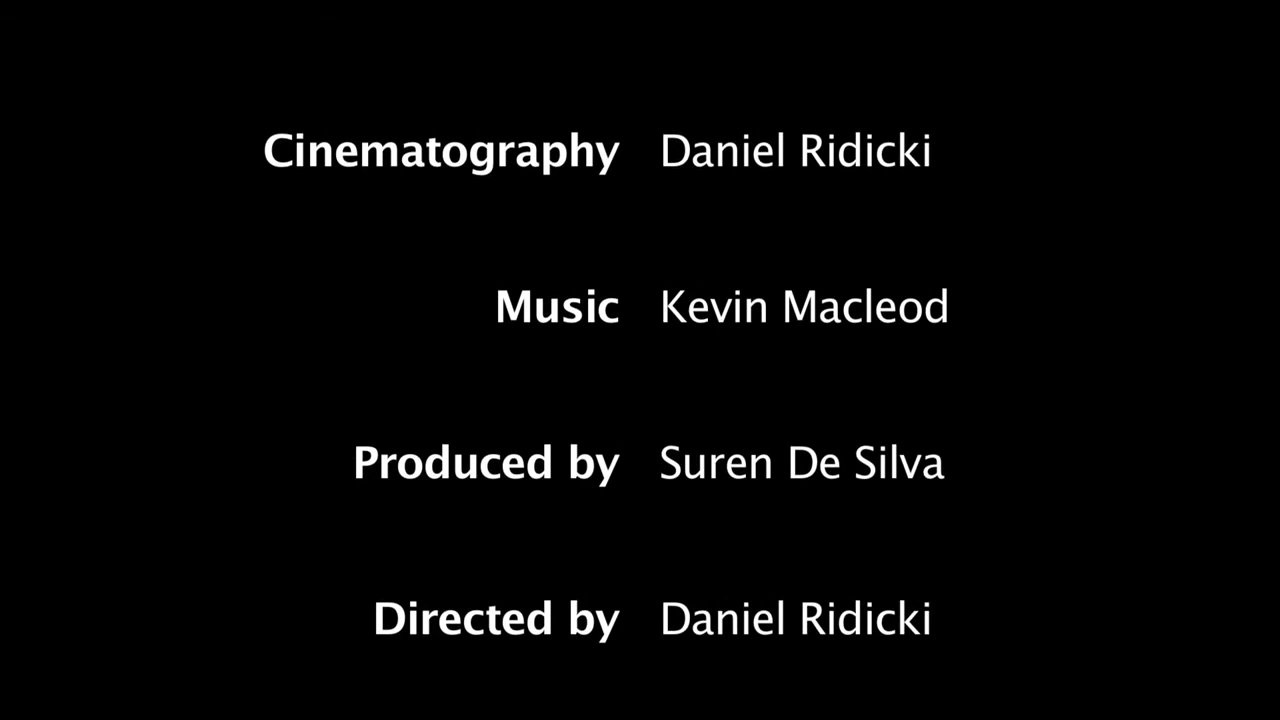 Cinematography Daniel Ridicki
Music Kevin Macleod
Produced by Suren De Silva
Directed by Daniel Ridicki